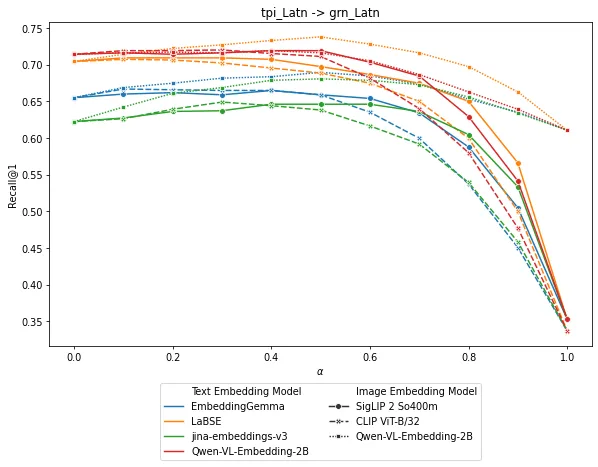 tpi_Latn -> grn_Latn
0.75
0.70
0.65
0.60
0.55
0.50
0.45
0.40
0.35
Recall@1
0.0 0.2 0.4 0.6 0.8 1.0
α
Text Embedding Model Image Embedding Model
EmbeddingGemma SigLIP 2 So400m
LaBSE CLIP ViT-B/32
jina-embeddings-v3 Qwen-VL-Embedding-2B
Qwen-VL-Embedding-2B